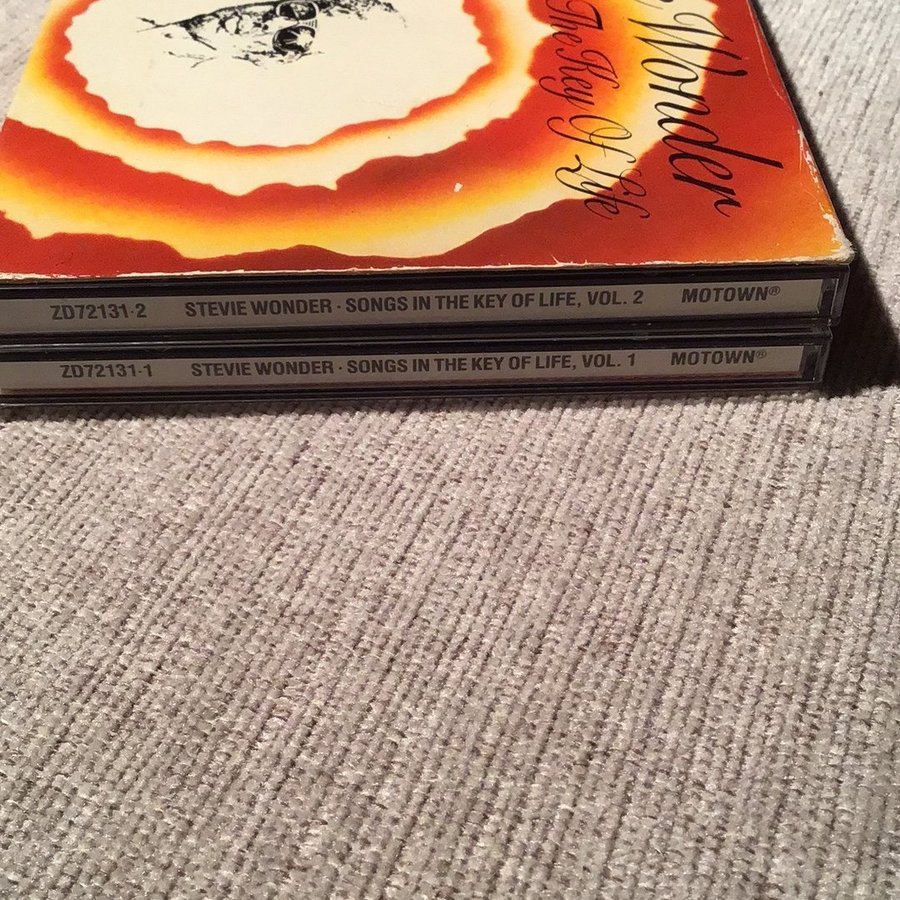 Wonder
The Key Of Life
ZD72131-2 STEVIE WONDER · SONGS IN THE KEY OF LIFE, VOL. 2 MOTOWN®
ZD72131-1 STEVIE WONDER · SONGS IN THE KEY OF LIFE, VOL. 1 MOTOWN®